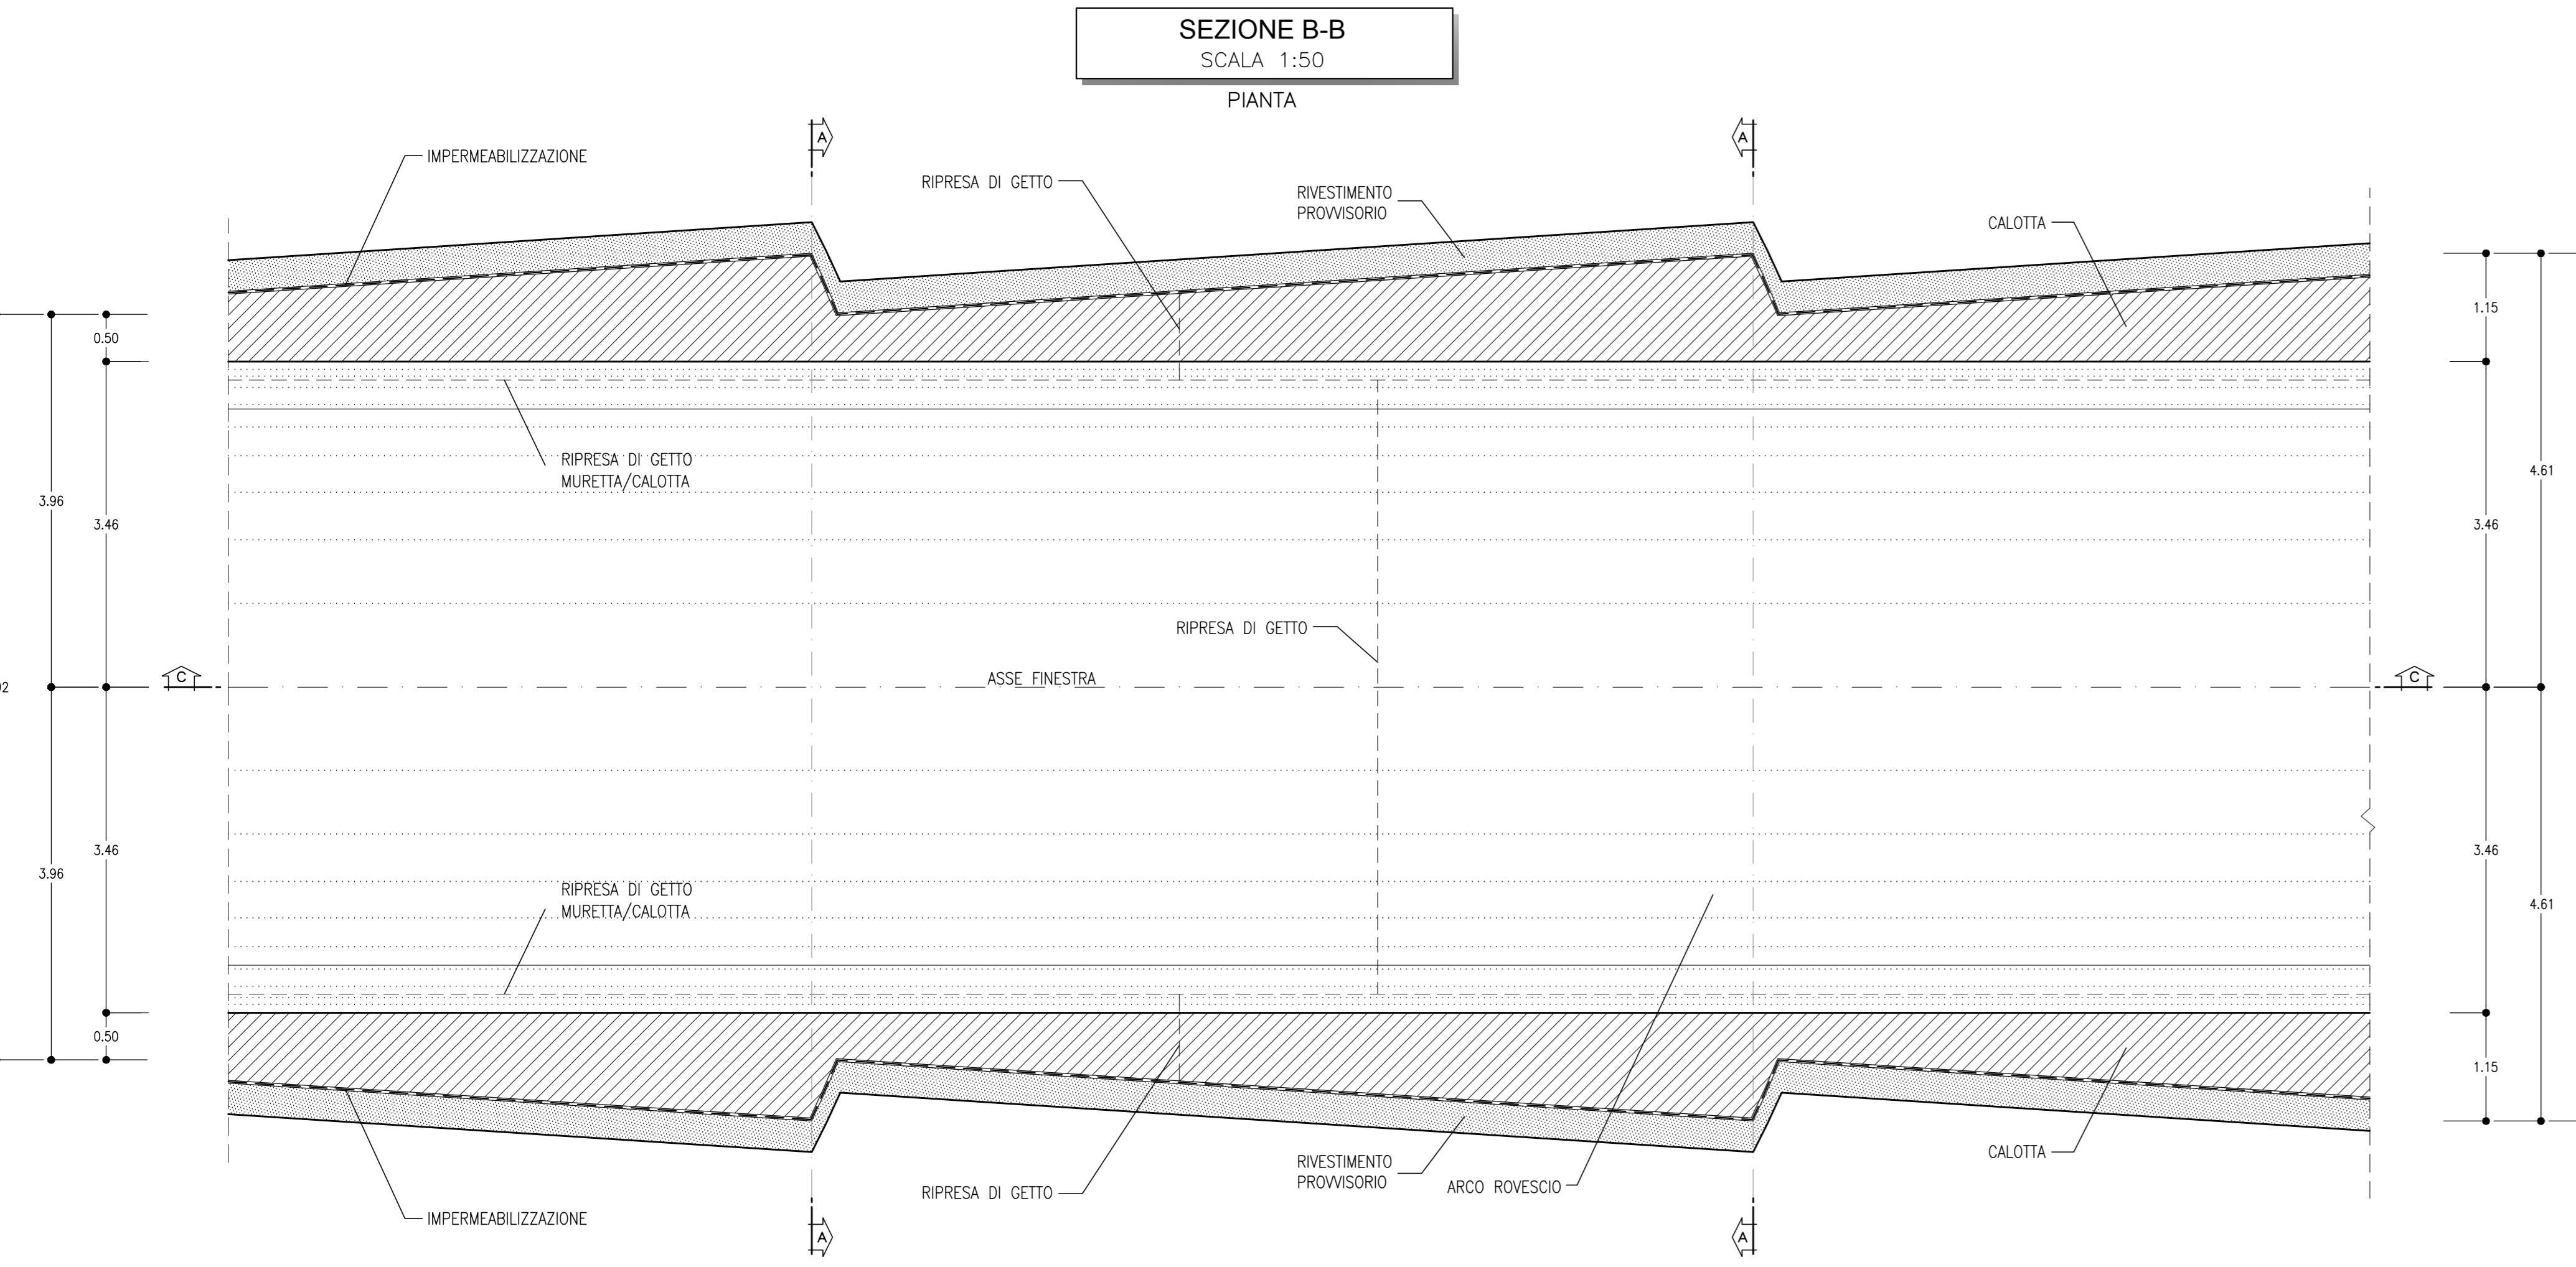 SEZIONE B-B
SCALA 1:50
PIANTA
A
A
IMPERMEABILIZZAZIONE
RIPRESA DI GETTO
RIVESTIMENTO
PROVVISORIO
CALOTTA
0.50
1.15
RIPRESA DI GETTO
MURETTA/CALOTTA
3.96
3.46
3.46
4.61
RIPRESA DI GETTO
ASSE FINESTRA
C
C
3.46
3.96
3.46
4.61
RIPRESA DI GETTO
MURETTA/CALOTTA
0.50
1.15
RIVESTIMENTO
PROVVISORIO
CALOTTA
ARCO ROVESCIO
RIPRESA DI GETTO
IMPERMEABILIZZAZIONE
A
A